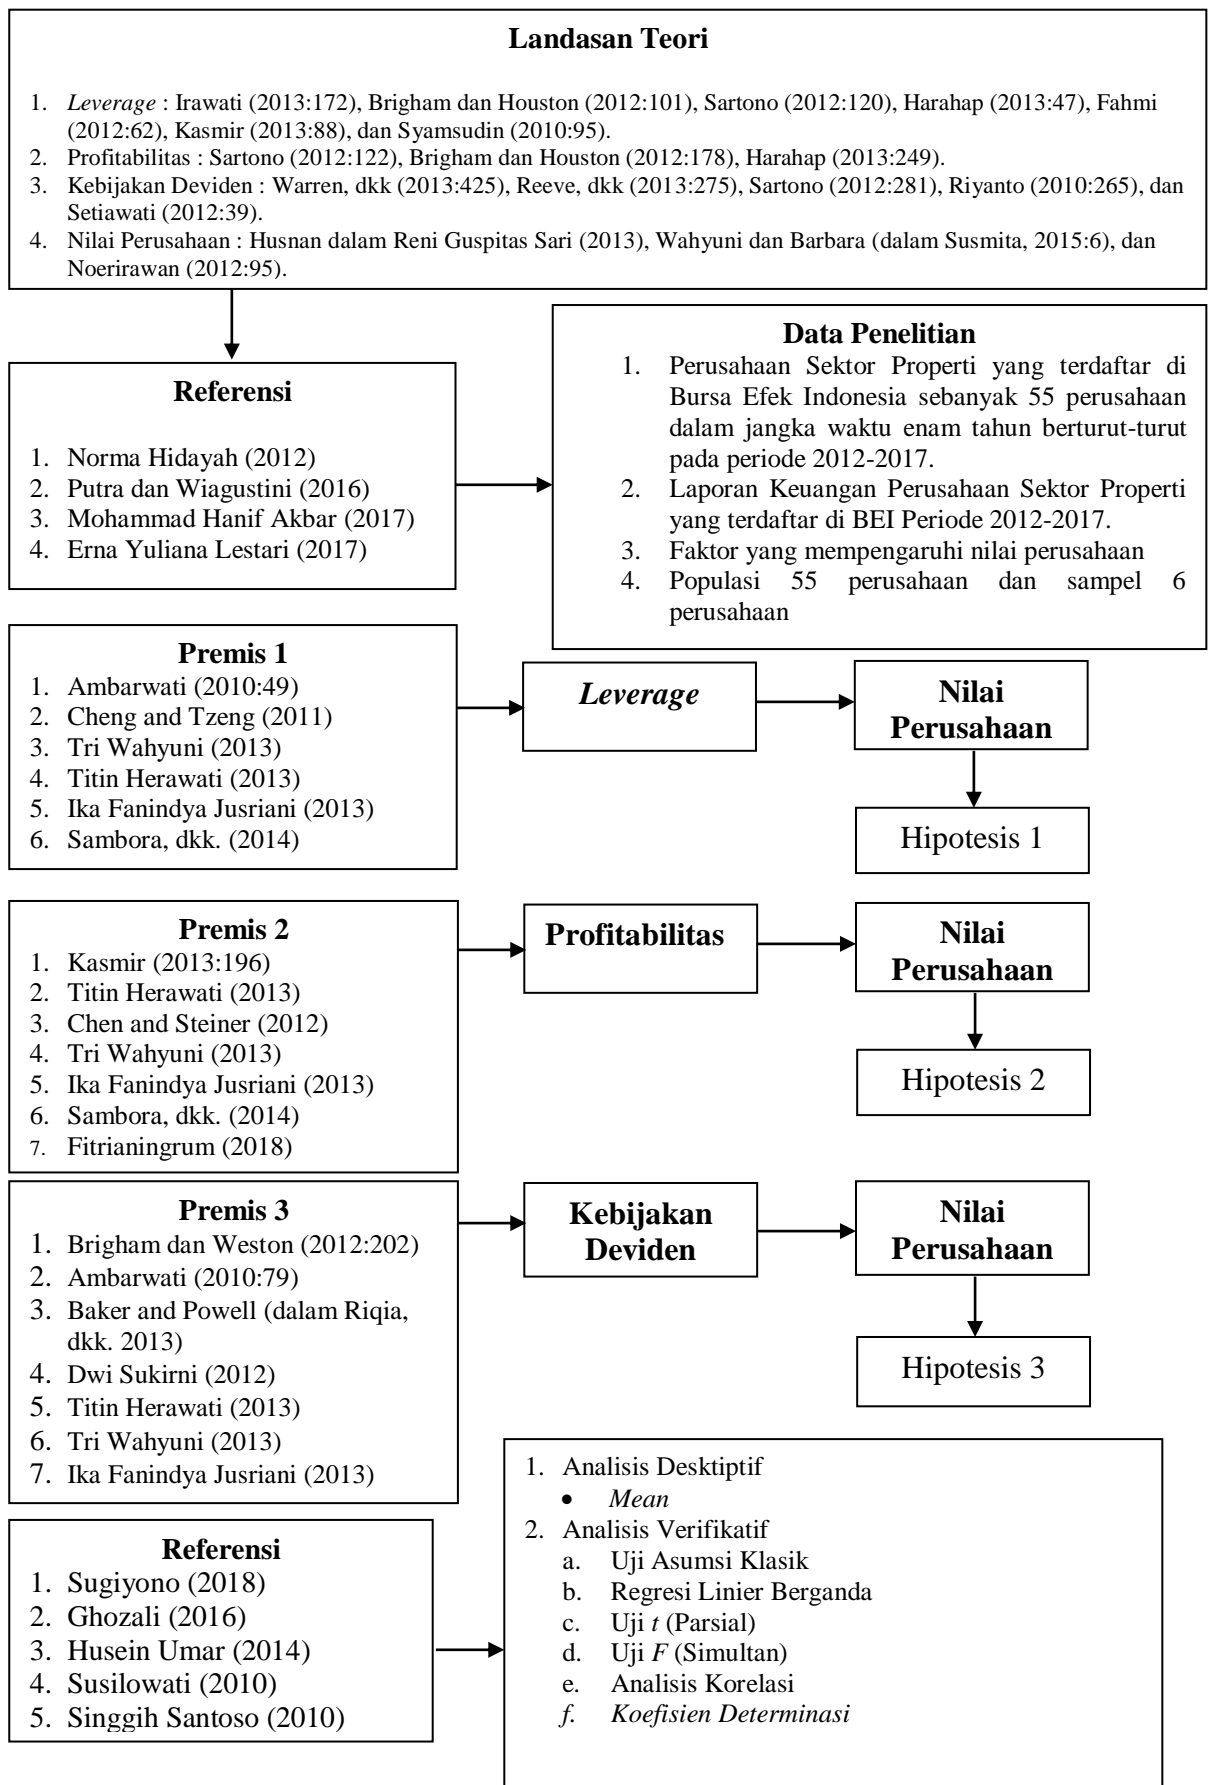 Landasan Teori
1. Leverage : Irawati (2013:172), Brigham dan Houston (2012:101), Sartono (2012:120), Harahap (2013:47), Fahmi
(2012:62), Kasmir (2013:88), dan Syamsudin (2010:95).
2. Profitabilitas : Sartono (2012:122), Brigham dan Houston (2012:178), Harahap (2013:249).
3. Kebijakan Deviden : Warren, dkk (2013:425), Reeve, dkk (2013:275), Sartono (2012:281), Riyanto (2010:265), dan
Setiawati (2012:39).
4. Nilai Perusahaan : Husnan dalam Reni Guspitas Sari (2013), Wahyuni dan Barbara (dalam Susmita, 2015:6), dan
Noerirawan (2012:95).
Referensi
1. Norma Hidayah (2012)
2. Putra dan Wiagustini (2016)
3. Mohammad Hanif Akbar (2017)
4. Erna Yuliana Lestari (2017)
Data Penelitian
1. Perusahaan Sektor Properti yang terdaftar di
Bursa Efek Indonesia sebanyak 55 perusahaan
dalam jangka waktu enam tahun berturut-turut
pada periode 2012-2017.
2. Laporan Keuangan Perusahaan Sektor Properti
yang terdaftar di BEI Periode 2012-2017.
3. Faktor yang mempengaruhi nilai perusahaan
4. Populasi 55 perusahaan dan sampel 6
perusahaan
Premis 1
1. Ambarwati (2010:49)
2. Cheng and Tzeng (2011)
3. Tri Wahyuni (2013)
4. Titin Herawati (2013)
5. Ika Fanindya Jusriani (2013)
6. Sambora, dkk. (2014)
Leverage
Nilai
Perusahaan
Hipotesis 1
Premis 2
1. Kasmir (2013:196)
2. Titin Herawati (2013)
3. Chen and Steiner (2012)
4. Tri Wahyuni (2013)
5. Ika Fanindya Jusriani (2013)
6. Sambora, dkk. (2014)
7. Fitrianingrum (2018)
Profitabilitas
Nilai
Perusahaan
Hipotesis 2
Premis 3
1. Brigham dan Weston (2012:202)
2. Ambarwati (2010:79)
3. Baker and Powell (dalam Riqia,
dkk. 2013)
4. Dwi Sukirni (2012)
5. Titin Herawati (2013)
6. Tri Wahyuni (2013)
7. Ika Fanindya Jusriani (2013)
Kebijakan
Deviden
Nilai
Perusahaan
Hipotesis 3
Referensi
1. Sugiyono (2018)
2. Ghozali (2016)
3. Husein Umar (2014)
4. Susilowati (2010)
5. Singgih Santoso (2010)
1. Analisis Desktiptif
• Mean
2. Analisis Verifikatif
a. Uji Asumsi Klasik
b. Regresi Linier Berganda
c. Uji t (Parsial)
d. Uji F (Simultan)
e. Analisis Korelasi
f. Koefisien Determinasi